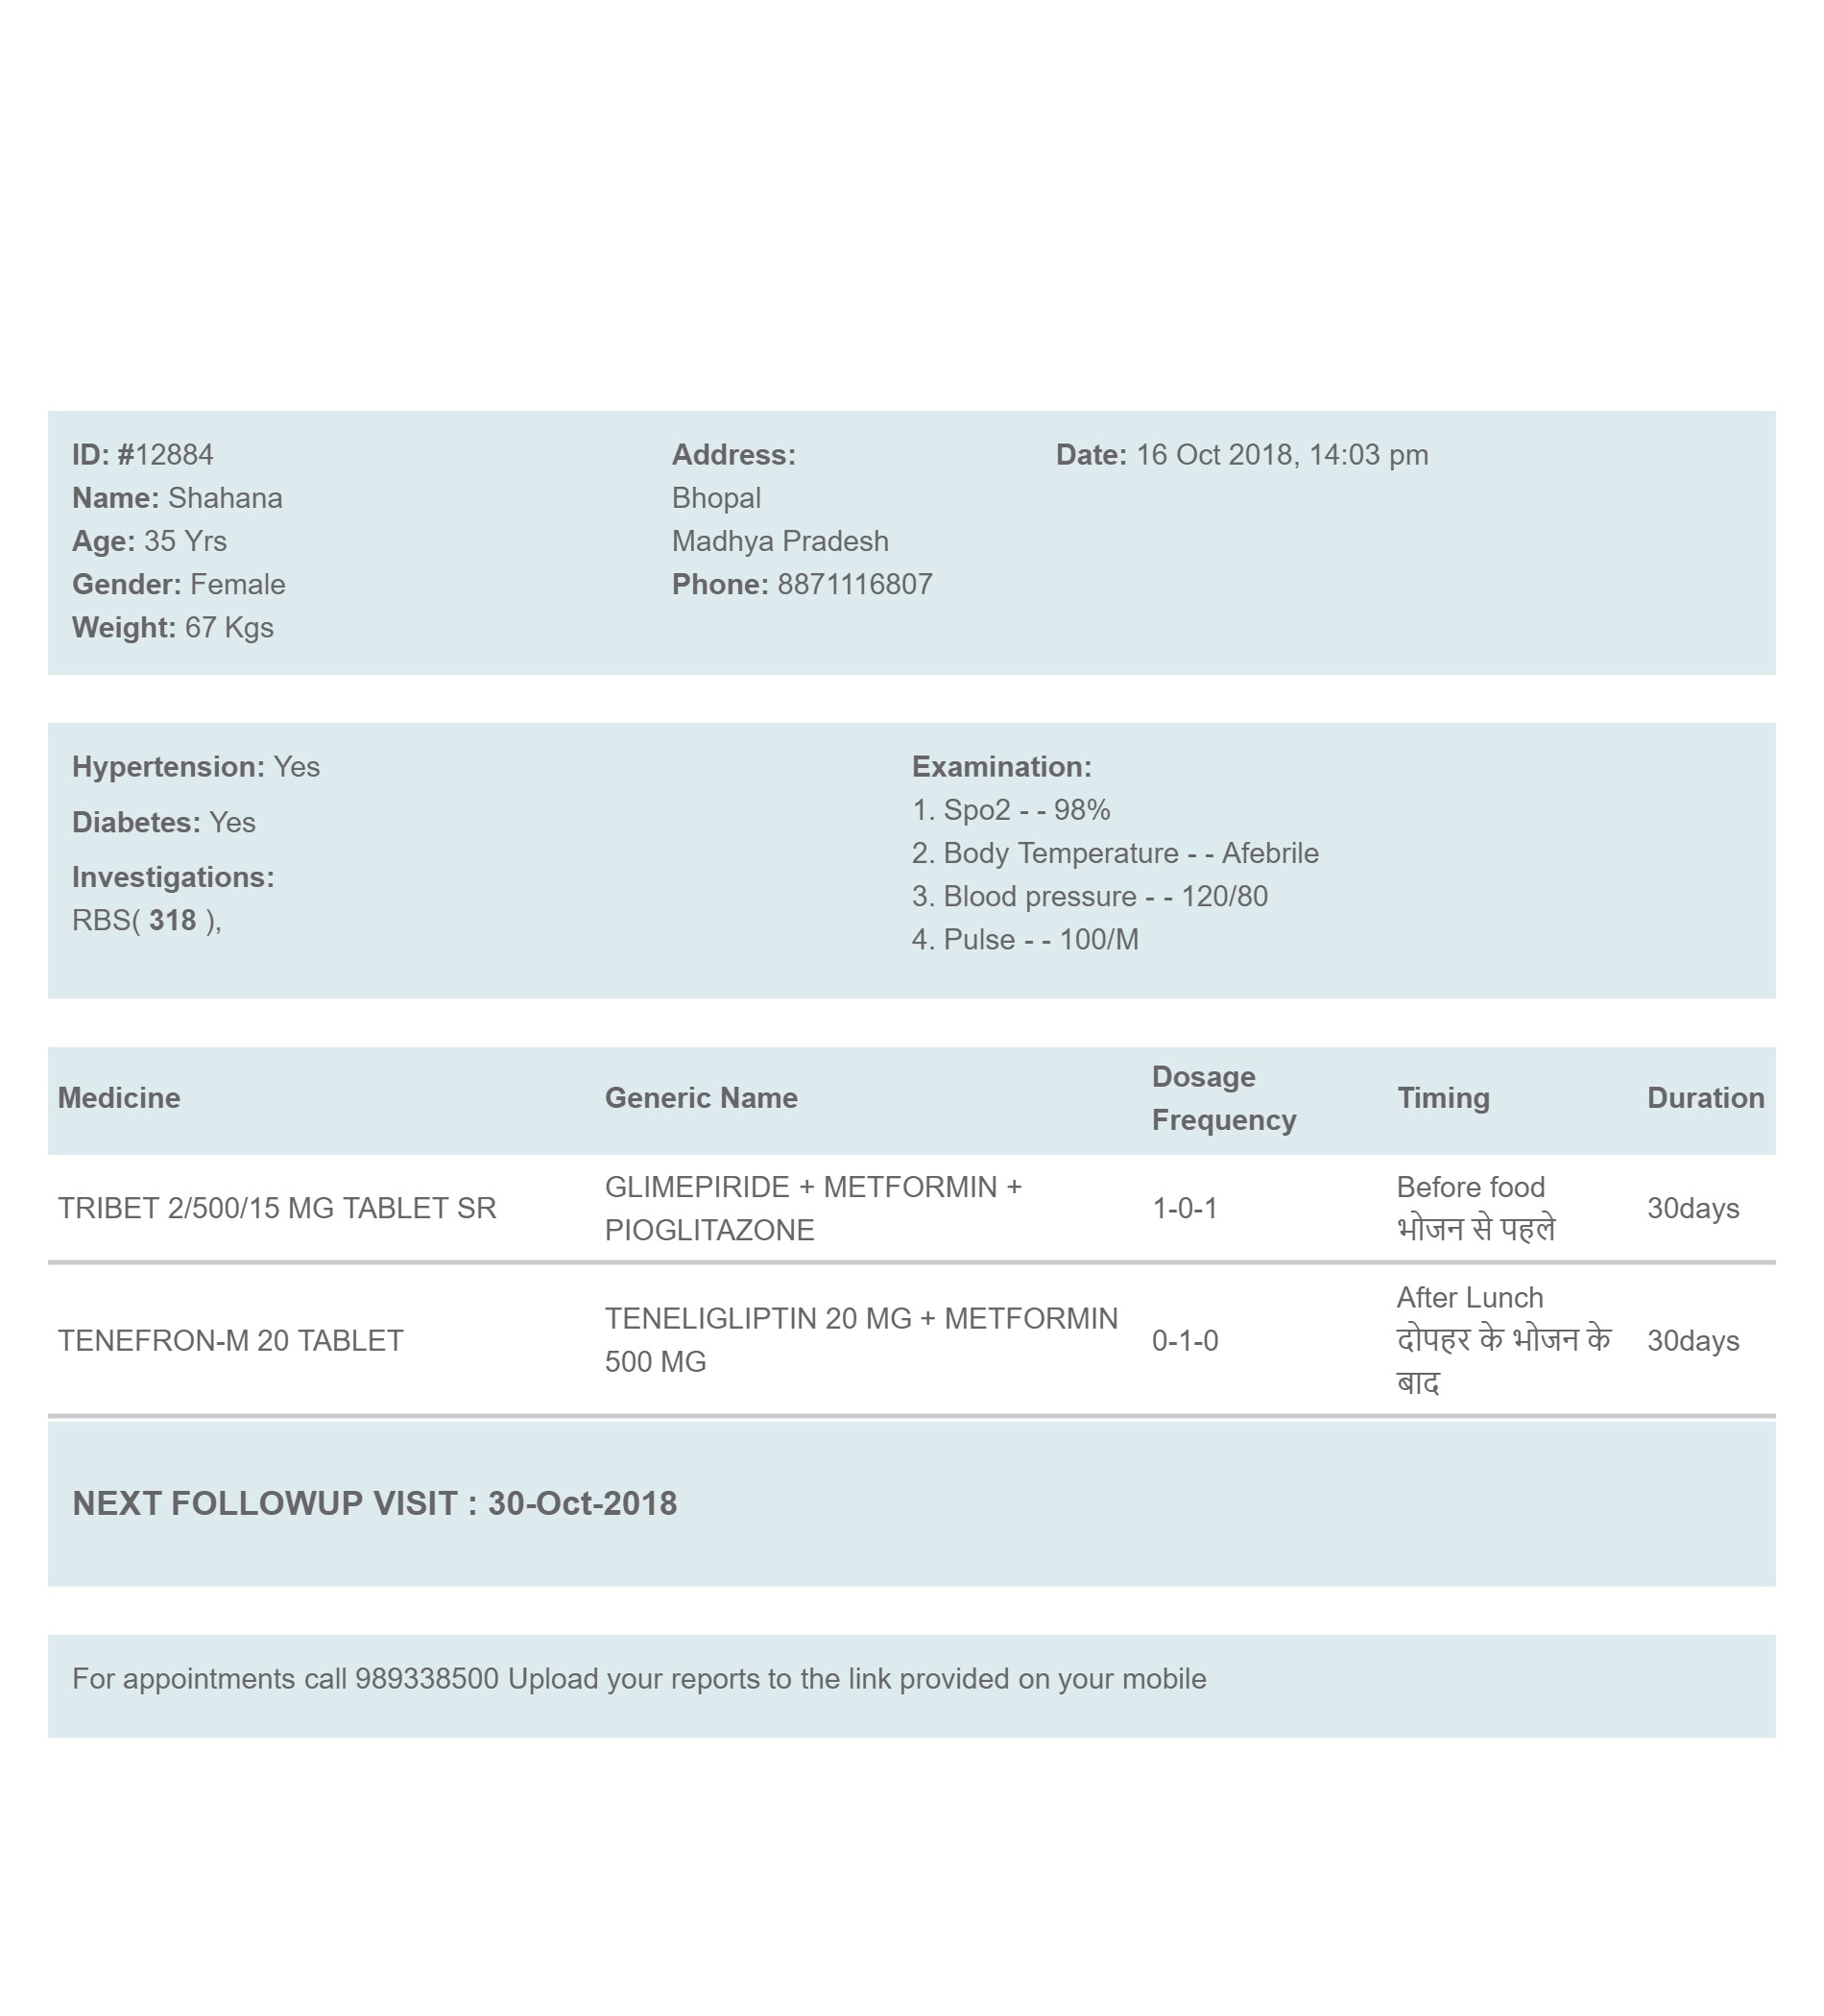 ID: #12884
Name: Shahana
Age: 35 Yrs
Gender: Female
Weight: 67 Kgs
Address:
Bhopal
Madhya Pradesh
Phone: 8871116807
Date: 16 Oct 2018, 14:03 pm
Hypertension: Yes
Diabetes: Yes
Investigations:
RBS( 318 ),
Examination:
1. Spo2 - - 98%
2. Body Temperature - - Afebrile
3. Blood pressure - - 120/80
4. Pulse - - 100/M
Medicine
Generic Name
Dosage
Frequency
Timing
Duration
TRIBET 2/500/15 MG TABLET SR
GLIMEPIRIDE + METFORMIN +
PIOGLITAZONE
1-0-1
Before food
भोजन से पहले
30days
TENEFRON-M 20 TABLET
TENELIGLIPTIN 20 MG + METFORMIN
500 MG
0-1-0
After Lunch
दोपहर के भोजन के
बाद
30days
NEXT FOLLOWUP VISIT : 30-Oct-2018
For appointments call 989338500 Upload your reports to the link provided on your mobile